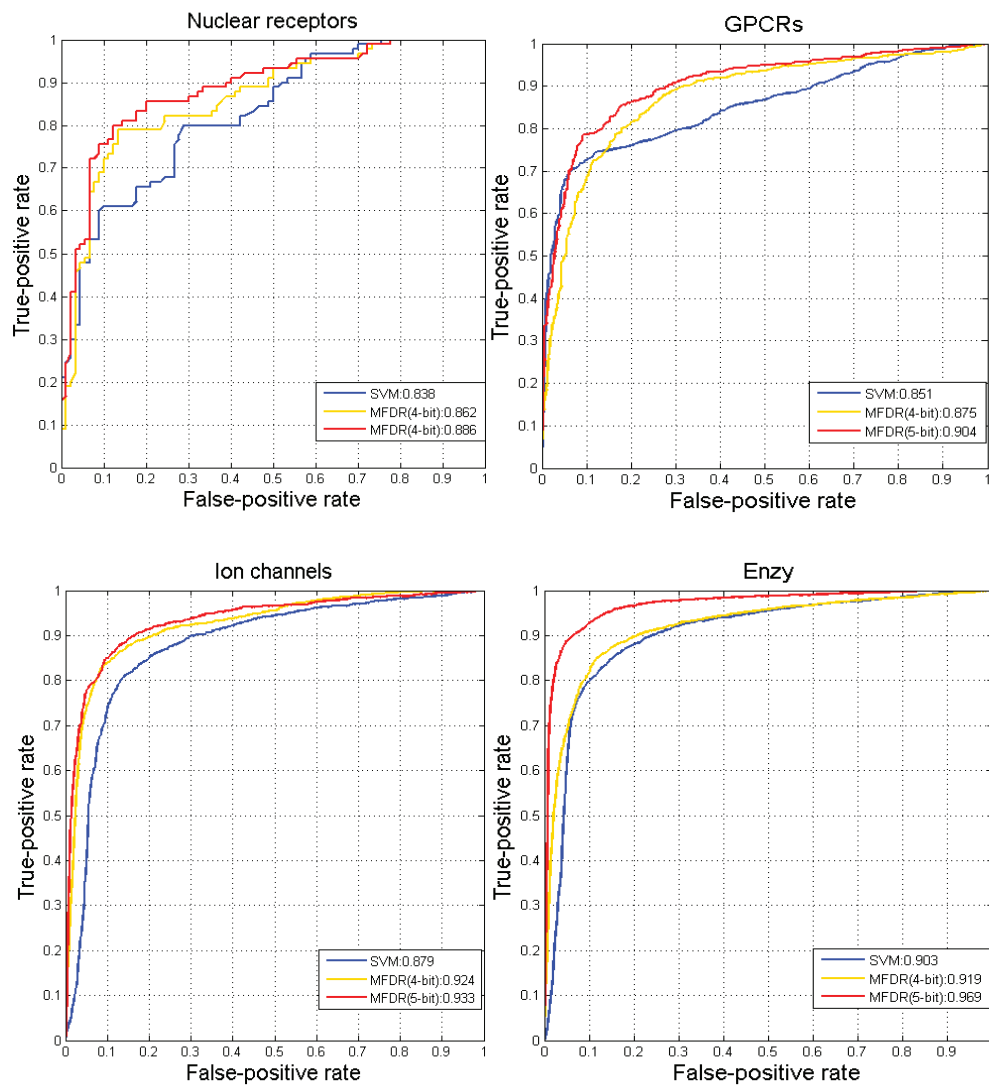 Nuclear receptors
True-positive rate
1
0.9
0.8
0.7
0.6
0.5
0.4
0.3
0.2
0.1
0
SVM:0.838
MFDR(4-bit):0.862
MFDR(4-bit):0.886
0 0.1 0.2 0.3 0.4 0.5 0.6 0.7 0.8 0.9 1
False-positive rate
GPCRs
True-positive rate
1
0.9
0.8
0.7
0.6
0.5
0.4
0.3
0.2
0.1
0
SVM:0.851
MFDR(4-bit):0.875
MFDR(5-bit):0.904
0 0.1 0.2 0.3 0.4 0.5 0.6 0.7 0.8 0.9 1
False-positive rate
Ion channels
True-positive rate
1
0.9
0.8
0.7
0.6
0.5
0.4
0.3
0.2
0.1
0
SVM:0.879
MFDR(4-bit):0.924
MFDR(5-bit):0.933
0 0.1 0.2 0.3 0.4 0.5 0.6 0.7 0.8 0.9 1
False-positive rate
Enzy
True-positive rate
1
0.9
0.8
0.7
0.6
0.5
0.4
0.3
0.2
0.1
0
SVM:0.903
MFDR(4-bit):0.919
MFDR(5-bit):0.969
0 0.1 0.2 0.3 0.4 0.5 0.6 0.7 0.8 0.9
False-positive rate